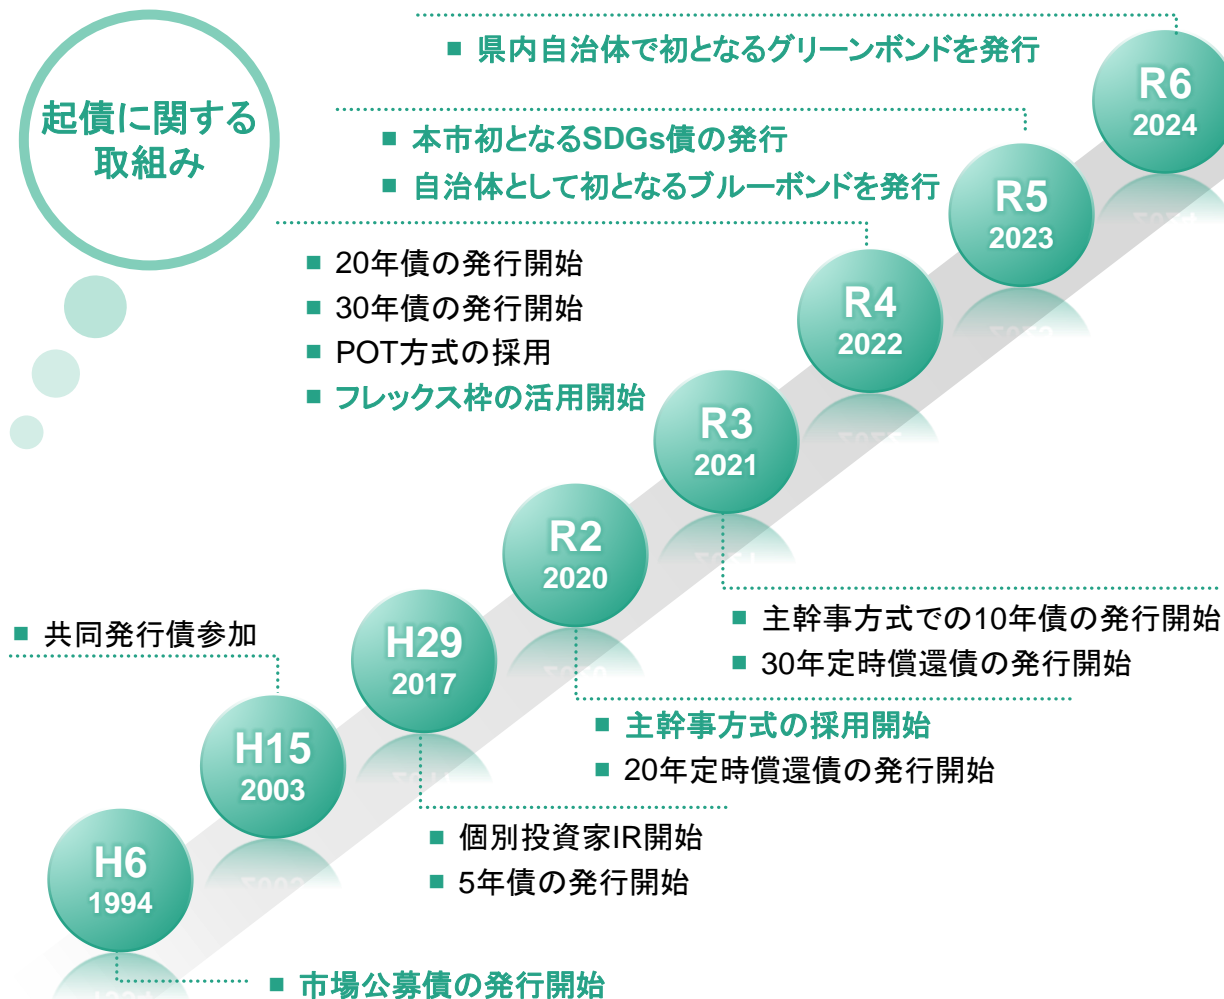 起債に関する
取組み
■ 県内自治体で初となるグリーンボンドを発行
R6
2024
■ 本市初となるSDGs債の発行
■ 自治体として初となるブルーボンドを発行
R5
2023
■ 20年債の発行開始
■ 30年債の発行開始
■ POT方式の採用
■ フレックス枠の活用開始
R4
2022
R3
2021
■ 主幹事方式での10年債の発行開始
■ 30年定時償還債の発行開始
R2
2020
■ 主幹事方式の採用開始
■ 20年定時償還債の発行開始
H29
2017
■ 個別投資家IR開始
■ 5年債の発行開始
■ 共同発行債参加
H15
2003
H6
1994
■ 市場公募債の発行開始